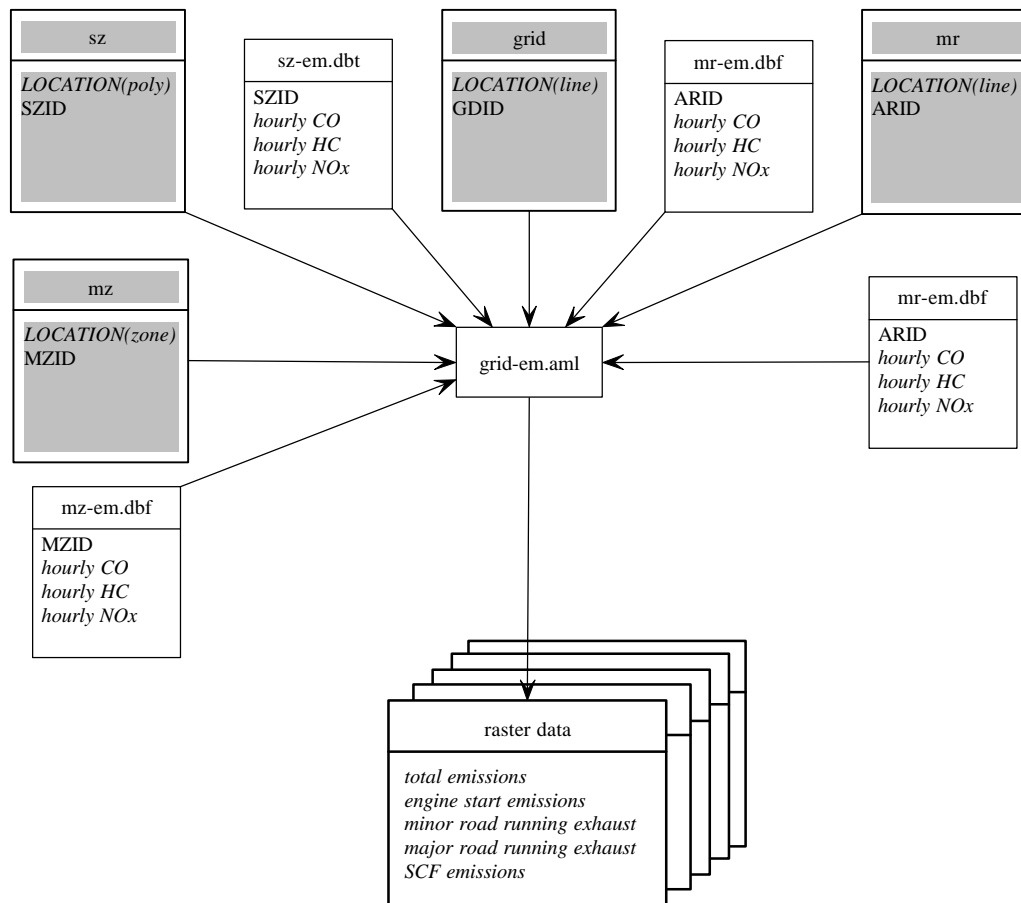 sz
LOCATION(poly)
SZID
sz-em.dbt
SZID
hourly CO
hourly HC
hourly NOx
grid
LOCATION(line)
GDID
mr-em.dbf
ARID
hourly CO
hourly HC
hourly NOx
mr
LOCATION(line)
ARID
mz
LOCATION(zone)
MZID
grid-em.aml
mr-em.dbf
ARID
hourly CO
hourly HC
hourly NOx
mz-em.dbf
MZID
hourly CO
hourly HC
hourly NOx
raster data
total emissions
engine start emissions
minor road running exhaust
major road running exhaust
SCF emissions